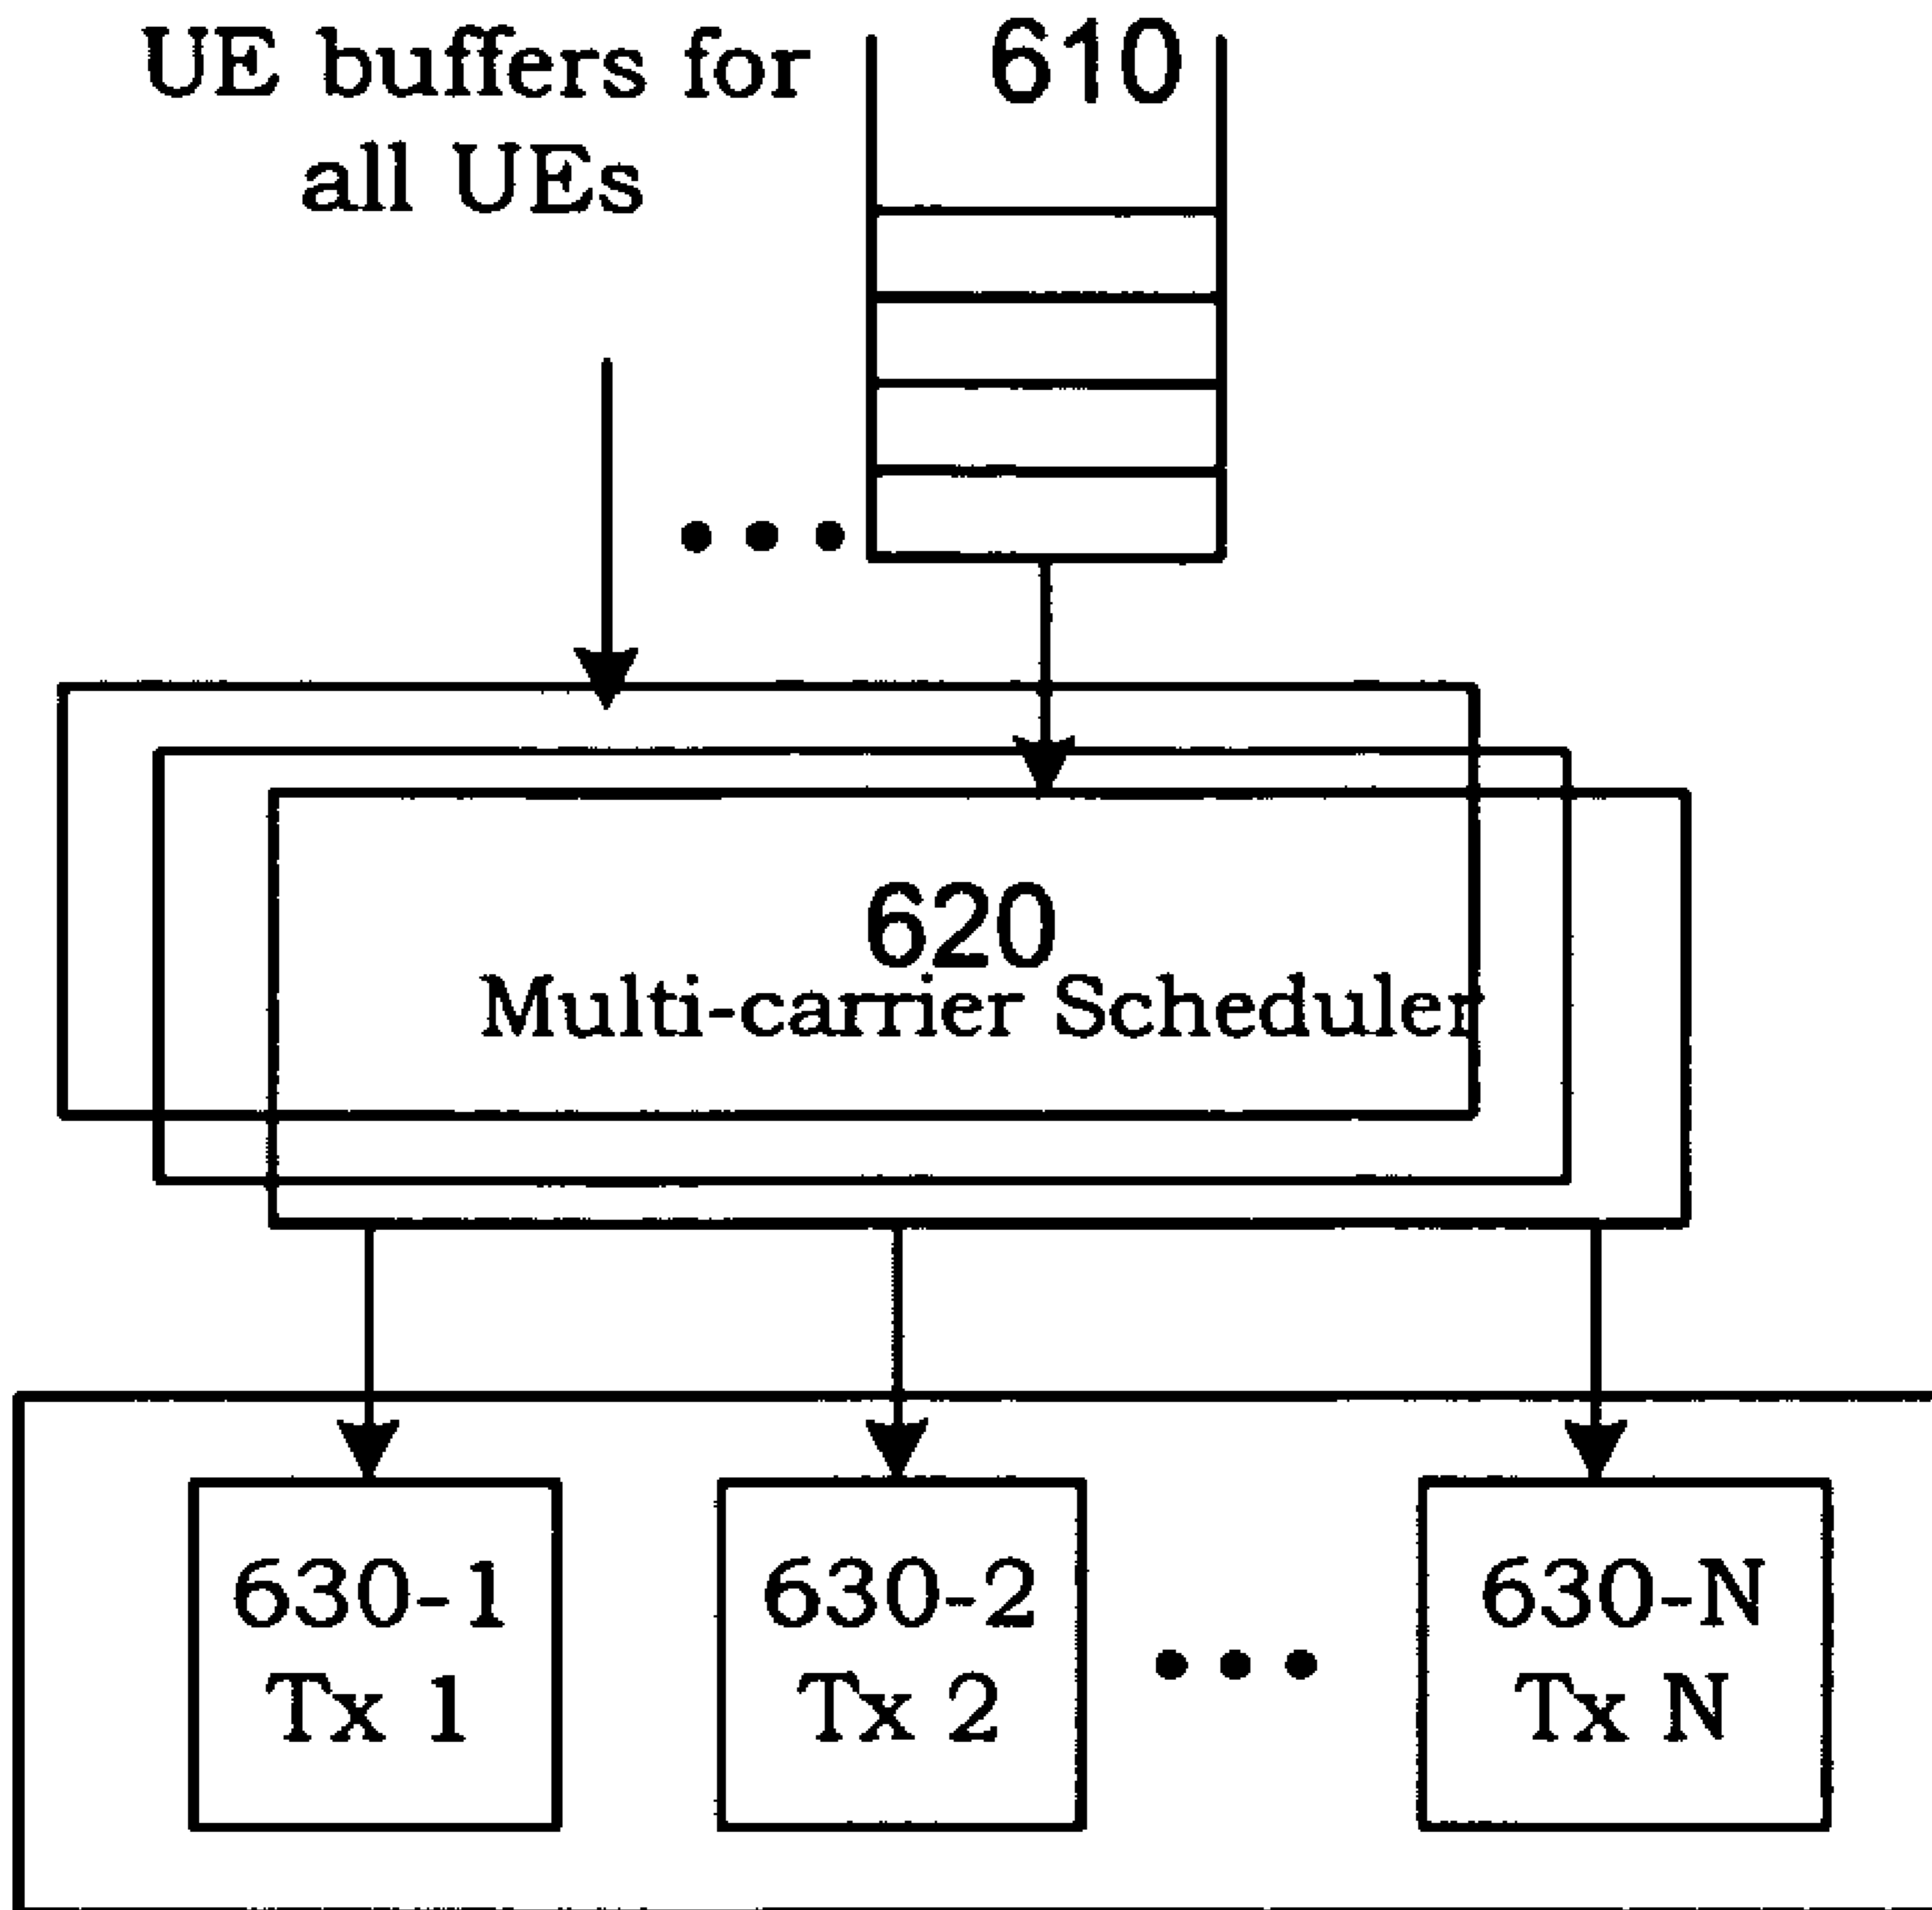 UE buffers for
all UEs
610
620
Multi-carrier Scheduler
630-1
Tx 1
630-2
Tx 2
630-N
Tx N